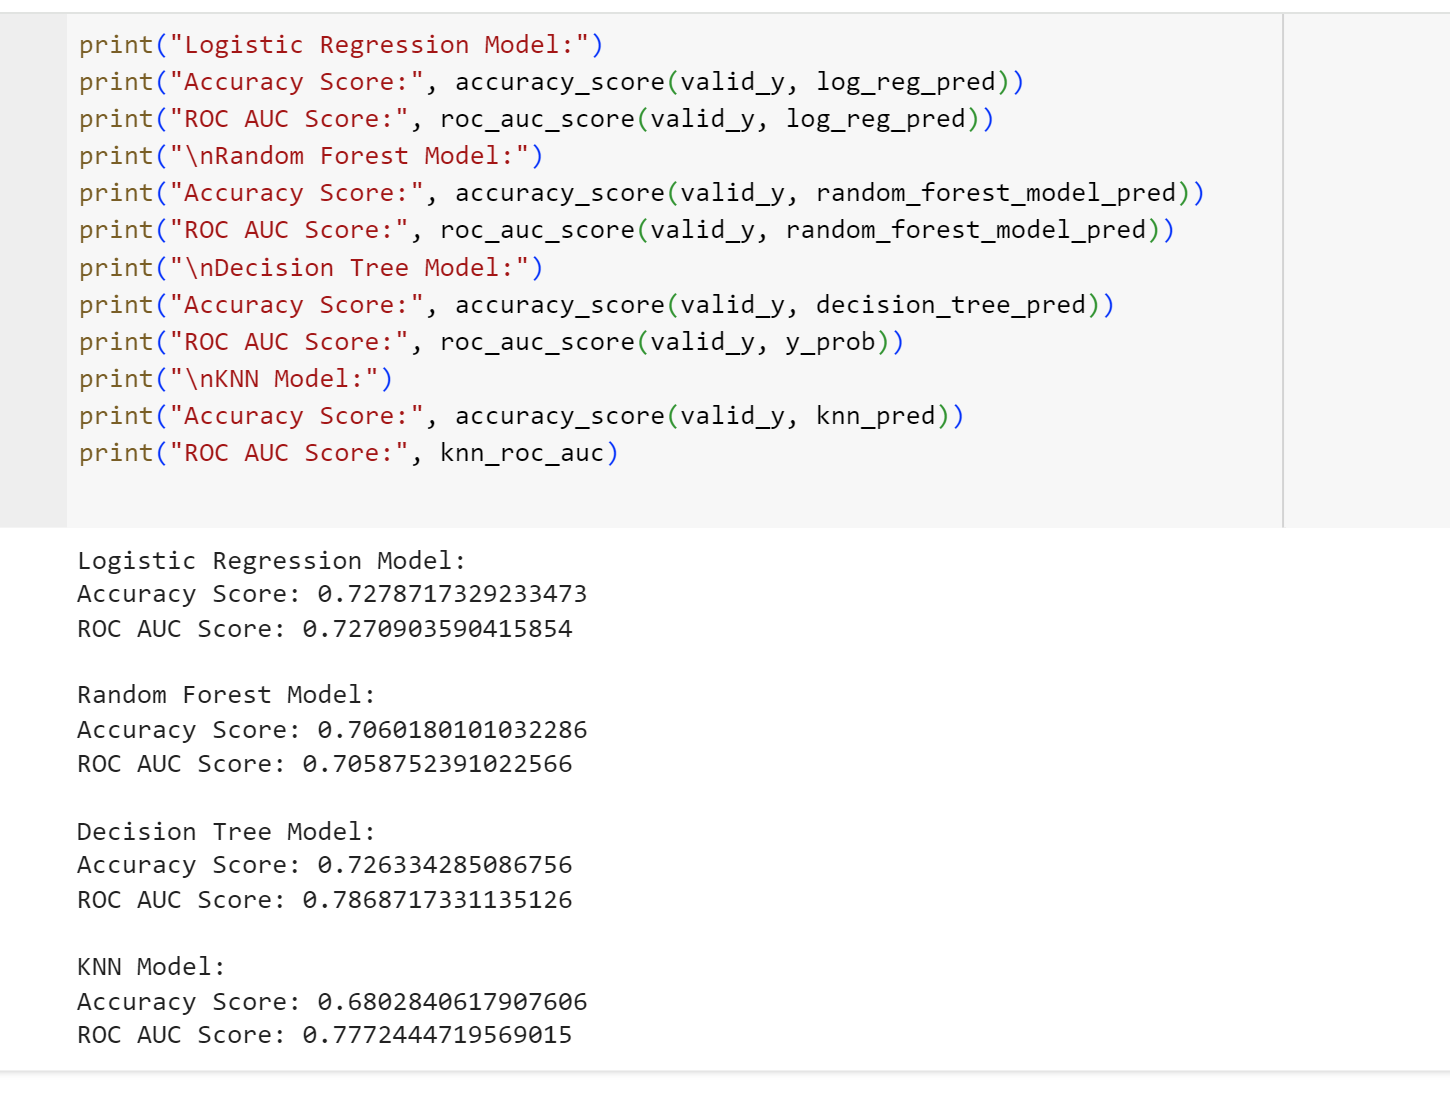 print("Logistic Regression Model:")
print("Accuracy Score:", accuracy_score(valid_y, log_reg_pred))
print("ROC AUC Score:", roc_auc_score(valid_y, log_reg_pred))
print("\nRandom Forest Model:")
print("Accuracy Score:", accuracy_score(valid_y, random_forest_model_pred))
print("ROC AUC Score:", roc_auc_score(valid_y, random_forest_model_pred))
print("\nDecision Tree Model:")
print("Accuracy Score:", accuracy_score(valid_y, decision_tree_pred))
print("ROC AUC Score:", roc_auc_score(valid_y, y_prob))
print("\nKNN Model:")
print("Accuracy Score:", accuracy_score(valid_y, knn_pred))
print("ROC AUC Score:", knn_roc_auc)
Logistic Regression Model:
Accuracy Score: 0.7278717329233473
ROC AUC Score: 0.7270903590415854
Random Forest Model:
Accuracy Score: 0.7060180101032286
ROC AUC Score: 0.7058752391022566
Decision Tree Model:
Accuracy Score: 0.726334285086756
ROC AUC Score: 0.7868717331135126
KNN Model:
Accuracy Score: 0.6802840617907606
ROC AUC Score: 0.7772444719569015